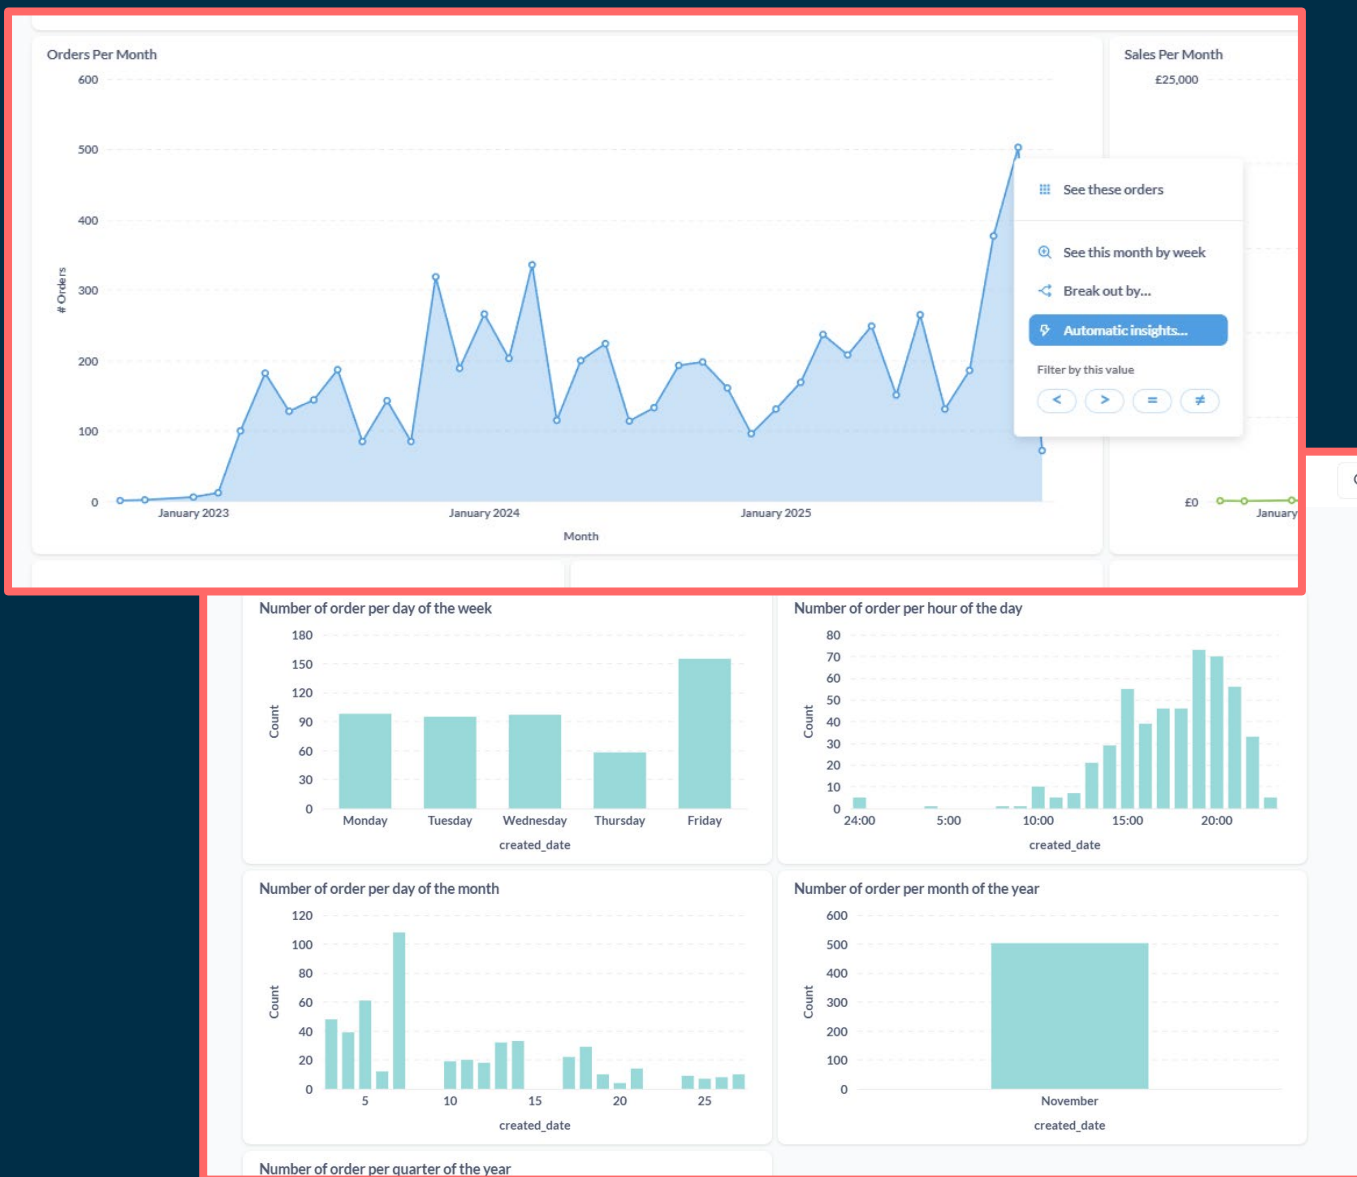 Orders Per Month
600
500
400
300
200
100
0
# Orders
January 2023
January 2024
January 2025
Month
Sales Per Month
£25,000
£0
January
See these orders
See this month by week
Break out by...
Automatic insights...
Filter by this value
< > = ≠
Number of order per day of the week
180
150
120
90
60
30
0
Count
Monday Tuesday Wednesday Thursday Friday
created_date
Number of order per hour of the day
80
70
60
50
40
30
20
10
0
Count
24:00 5:00 10:00 15:00 20:00
created_date
Number of order per day of the month
120
100
80
60
40
20
0
Count
5 10 15 20 25
created_date
Number of order per month of the year
600
500
400
300
200
100
0
Count
November
created_date
Number of order per quarter of the year